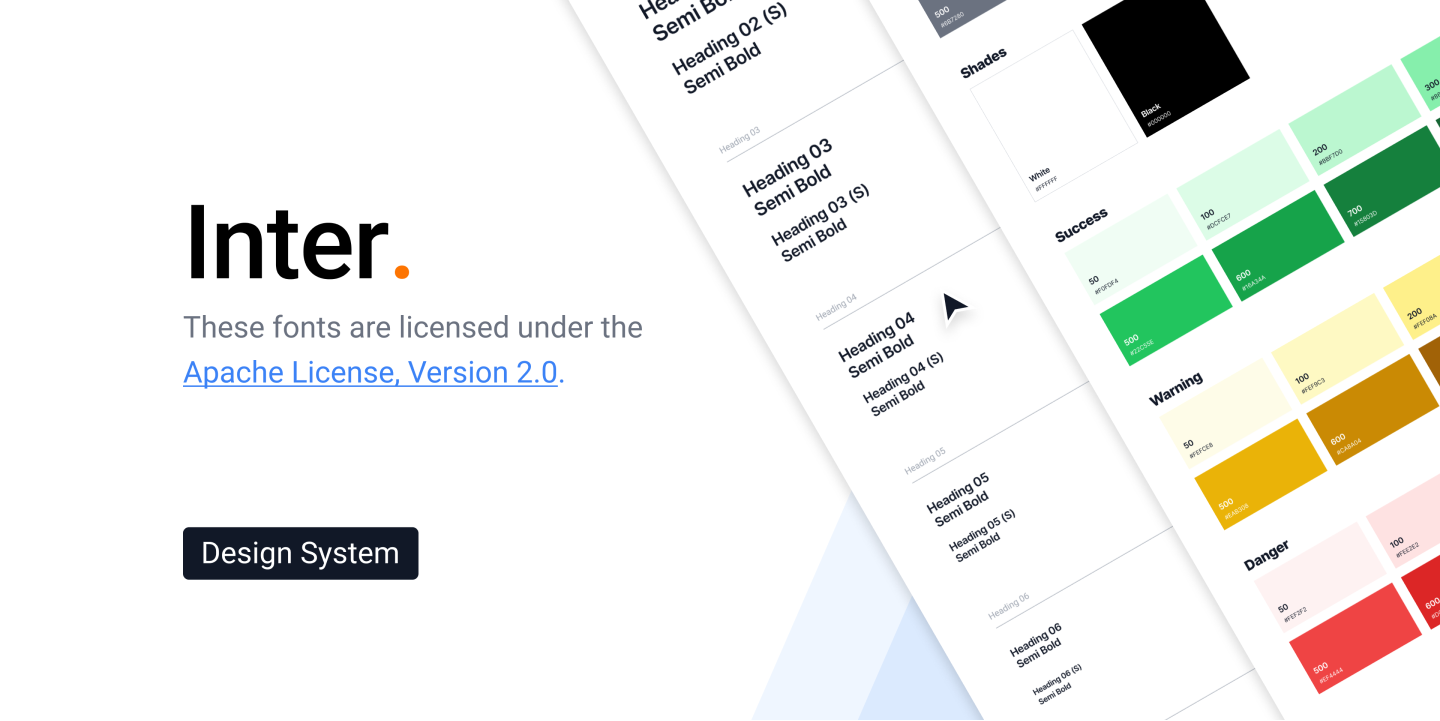 Inter.
These fonts are licensed under the
Apache License, Version 2.0.
Design System
Semi Bold
Heading 02 (S)
Semi Bold
Heading 03
Heading 03
Semi Bold
Heading 03 (S)
Semi Bold
Heading 04
Heading 04
Semi Bold
Heading 04 (S)
Semi Bold
Heading 05
Heading 05
Semi Bold
Heading 05 (S)
Semi Bold
Heading 06
Heading 06
Semi Bold
Heading 06 (S)
Semi Bold
500
#6B7280
Shades
White
#FFFFFF
Black
#000000
Success
50
#F0FDF4
100
#DCFCE7
200
#BBF7D0
300
500
#22C55E
600
#16A34A
700
#15803D
Warning
50
#FEFCE8
100
#FEF9C3
200
#FEF08A
500
#EAB308
600
#CA8A04
Danger
50
#FEF2F2
100
#FEE2E2
500
#EF4444
600